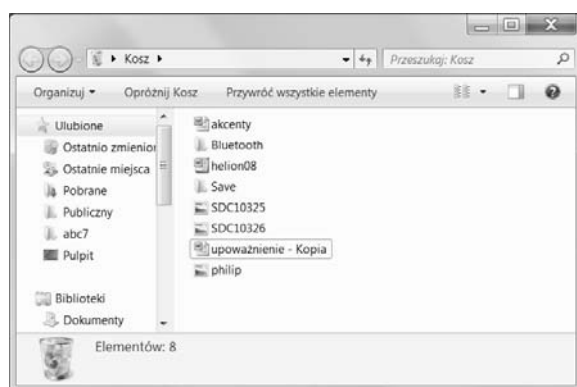 Kosz
Przeszukaj: Kosz
Organizuj
Opróżnij Kosz
Przywróć wszystkie elementy
Ulubione
Ostatnio zmienior
Ostatnie miejsca
Pobrane
Publiczny
abc7
Pulpit
Biblioteki
Dokumenty
akcenty
Bluetooth
helion08
Save
SDC10325
SDC10326
upoważnienie - Kopia
philip
Elementów: 8